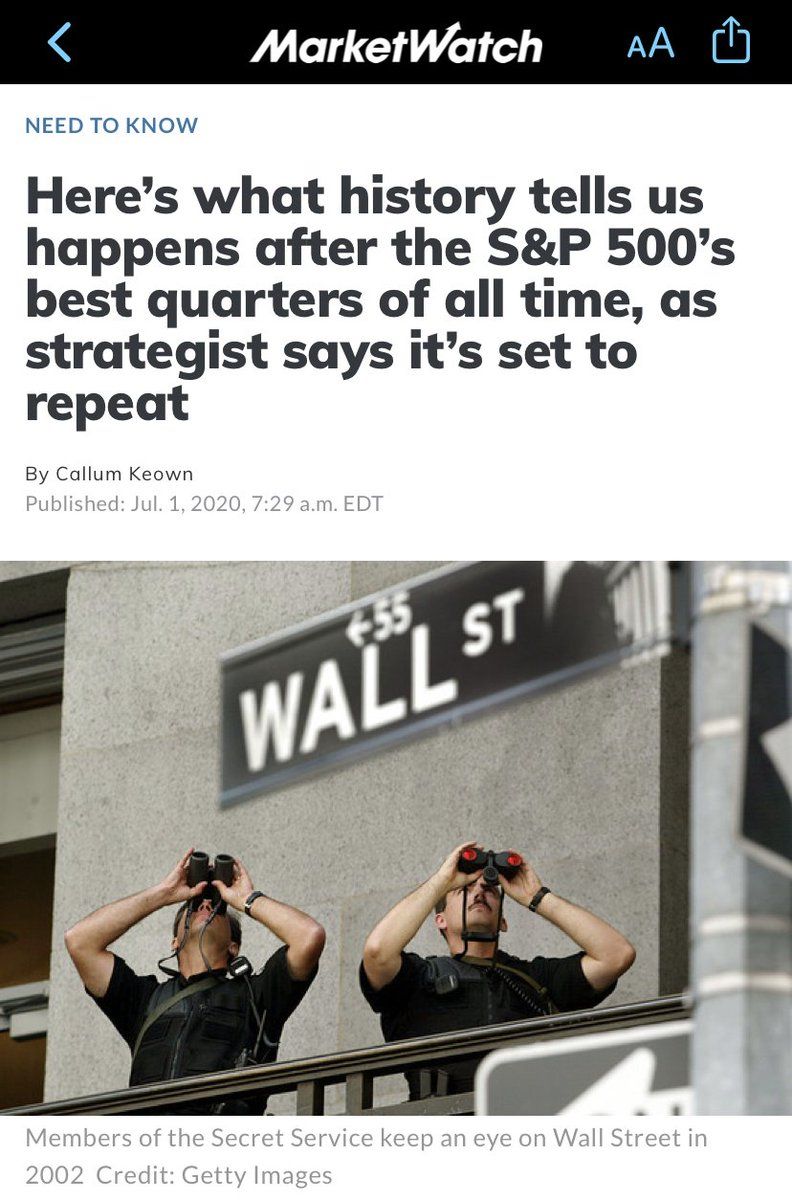 MarketWatch
AA
NEED TO KNOW
Here’s what history tells us
happens after the S&P 500’s
best quarters of all time, as
strategist says it’s set to
repeat
By Callum Keown
Published: Jul. 1, 2020, 7:29 a.m. EDT
←55
WALL ST
Members of the Secret Service keep an eye on Wall Street in
2002 Credit: Getty Images